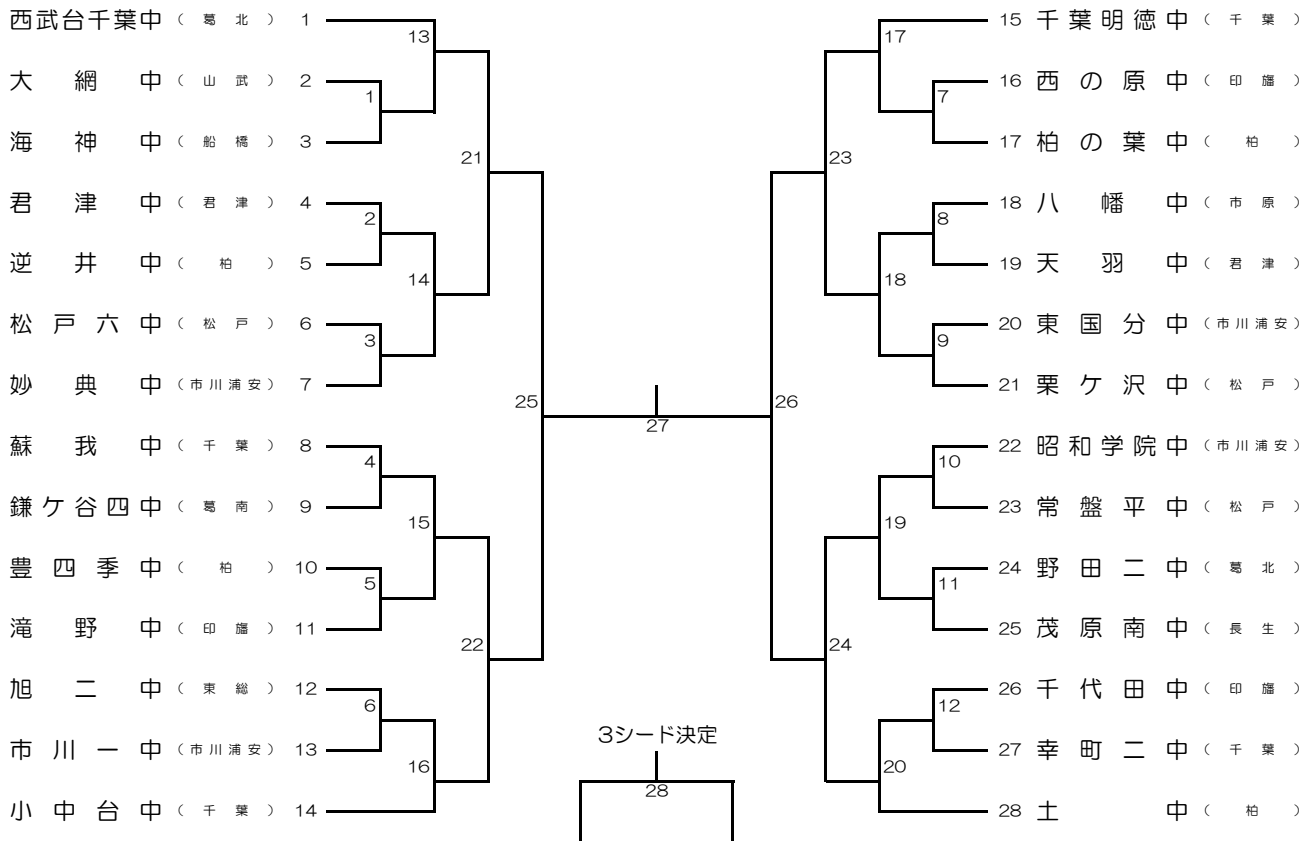 西武台千葉中（葛北） 1
大網中（山武） 2
海神中（船橋） 3
君津中（君津） 4
逆井中（柏） 5
松戸六中（松戸） 6
妙典中（市川浦安） 7
蘇我中（千葉） 8
鎌ケ谷四中（葛南） 9
豊四季中（柏） 10
滝野中（印旛） 11
旭二中（東総） 12
市川一中（市川浦安） 13
小中台中（千葉） 14
13
1
21
2
14
3
25
4
15
5
22
6
16
27
3シード決定
28
17
7
23
8
18
9
26
10
19
11
24
12
20
15 千葉明徳中（千葉）
16 西の原中（印旛）
17 柏の葉中（柏）
18 八幡中（市原）
19 天羽中（君津）
20 東国分中（市川浦安）
21 栗ケ沢中（松戸）
22 昭和学院中（市川浦安）
23 常盤平中（松戸）
24 野田二中（葛北）
25 茂原南中（長生）
26 千代田中（印旛）
27 幸町二中（千葉）
28 土中（柏）